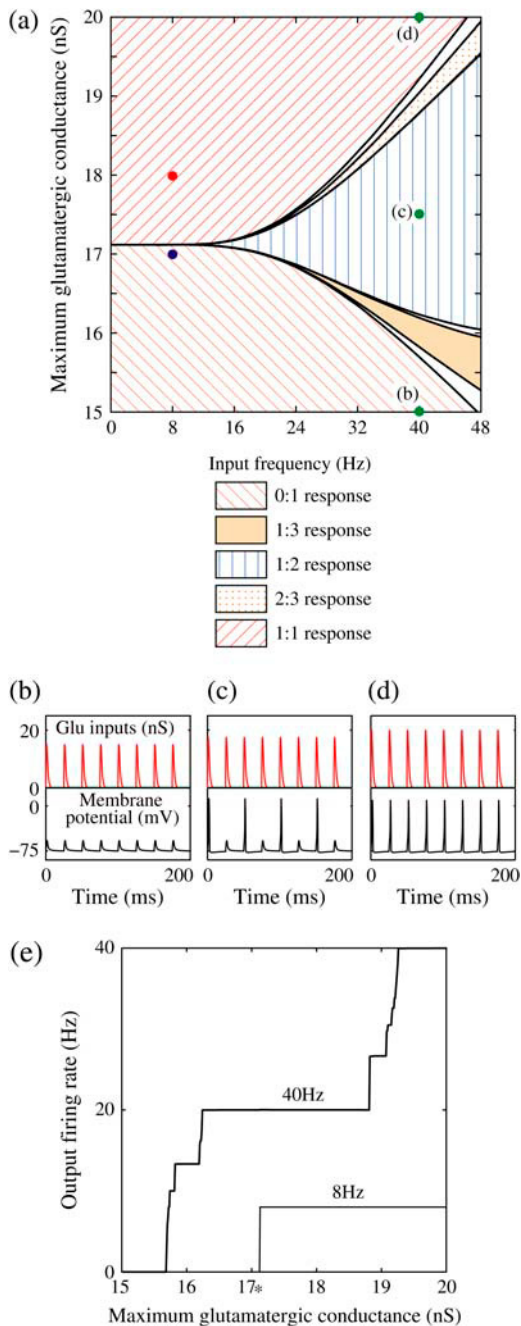 (a)
Maximum glutamatergic conductance (nS)
20
19
18
17
16
15
(d)
(c)
(b)
0 8 16 24 32 40 48
Input frequency (Hz)
0:1 response
1:3 response
1:2 response
2:3 response
1:1 response
(b) (c) (d)
20
Glu inputs (nS)
0
0
Membrane
potential (mV)
−75
0 200 0 200 0 200
Time (ms) Time (ms) Time (ms)
(e)
Output firing rate (Hz)
40
20
0
40Hz
8Hz
15 16 17* 18 19 20
Maximum glutamatergic conductance (nS)